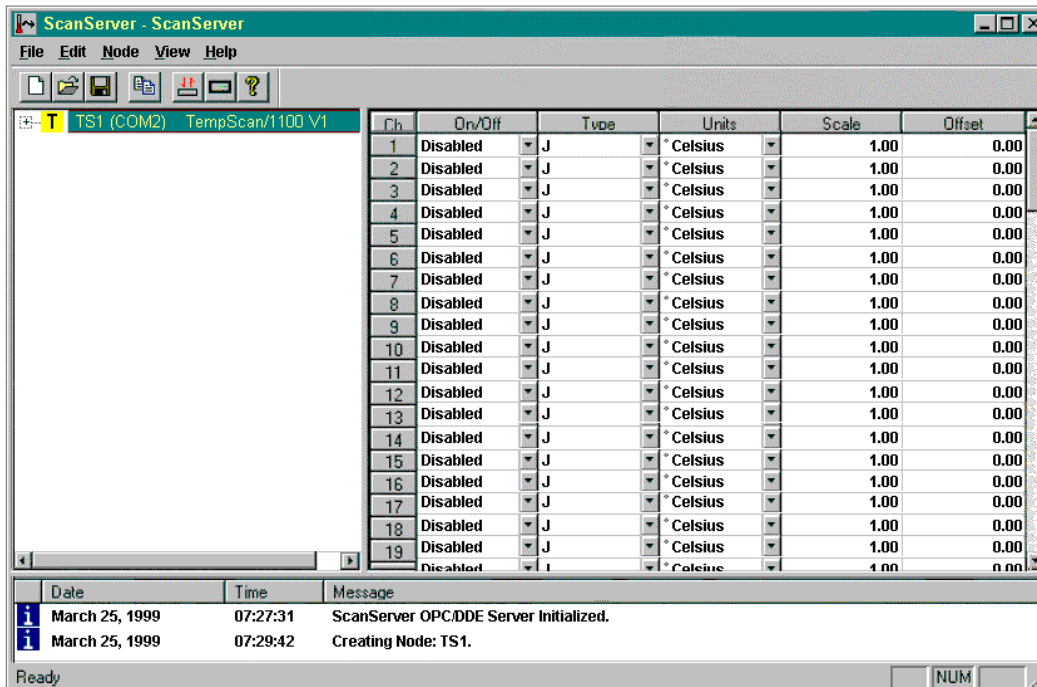 ScanServer - ScanServer
File Edit Node View Help
T TS1 (COM2) TempScan/1100 V1
Ch On/Off Type Units Scale Offset
1 Disabled J ° Celsius 1.00 0.00
2 Disabled J ° Celsius 1.00 0.00
3 Disabled J ° Celsius 1.00 0.00
4 Disabled J ° Celsius 1.00 0.00
5 Disabled J ° Celsius 1.00 0.00
6 Disabled J ° Celsius 1.00 0.00
7 Disabled J ° Celsius 1.00 0.00
8 Disabled J ° Celsius 1.00 0.00
9 Disabled J ° Celsius 1.00 0.00
10 Disabled J ° Celsius 1.00 0.00
11 Disabled J ° Celsius 1.00 0.00
12 Disabled J ° Celsius 1.00 0.00
13 Disabled J ° Celsius 1.00 0.00
14 Disabled J ° Celsius 1.00 0.00
15 Disabled J ° Celsius 1.00 0.00
16 Disabled J ° Celsius 1.00 0.00
17 Disabled J ° Celsius 1.00 0.00
18 Disabled J ° Celsius 1.00 0.00
19 Disabled J ° Celsius 1.00 0.00
Disabled J ° Celsius 1.00 0.00
Date Time Message
March 25, 1999 07:27:31 ScanServer OPC/DDE Server Initialized.
March 25, 1999 07:29:42 Creating Node: TS1.
Ready NUM